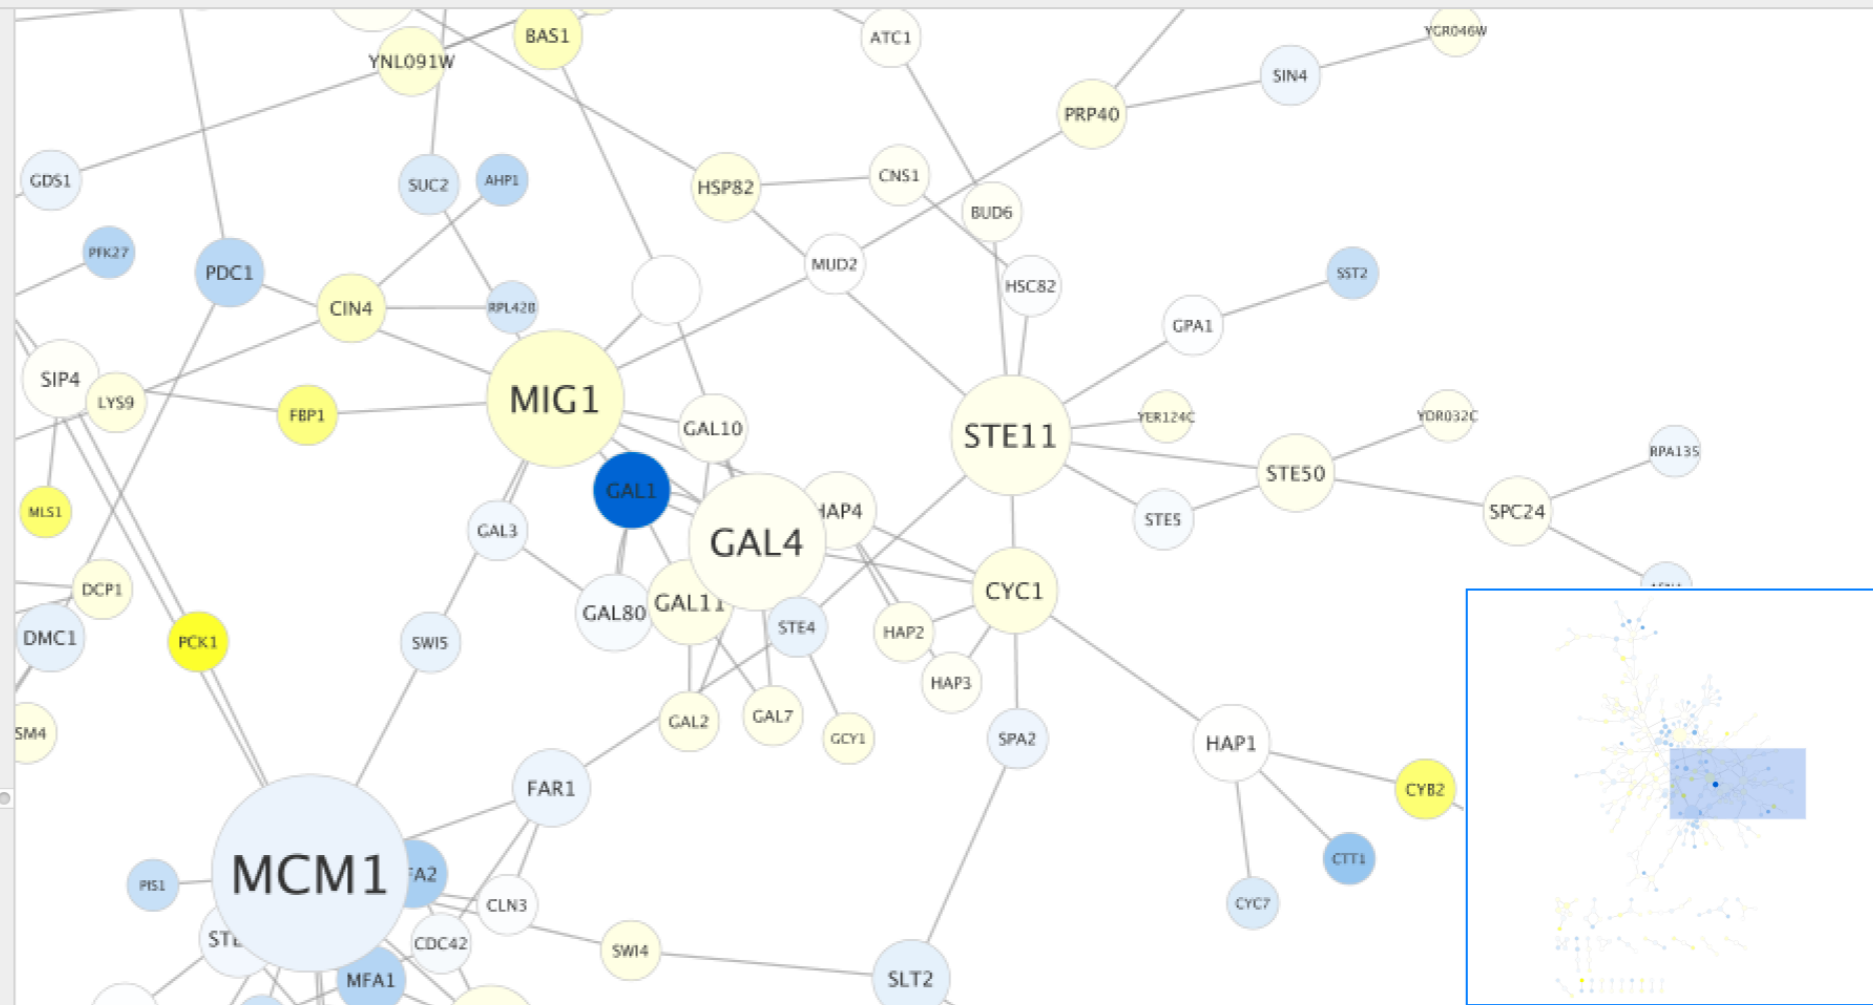 BAS1
YGR046W
ATC1
YNL091W
SIN4
PRP40
GDS1
SUC2
AHP1
HSP82
CNS1
BUD6
PFK27
PDC1
MUD2
HSC82
SST2
CIN4
RPL42B
GPA1
SIP4
LYS9
FBP1
MIG1
GAL10
STE11
YER124C
YDR032C
RPA135
STE50
GAL1
MLS1
GAL3
GAL4
HAP4
STE5
SPC24
DCP1
CYC1
GAL80
GAL11
DMC1
PCK1
SWI5
STE4
HAP2
HAP3
SM4
GAL2
GAL7
GCY1
SPA2
HAP1
FAR1
CYB2
MCM1
FA2
PIS1
CTT1
CLN3
CYC7
STE
CDC42
SWI4
MFA1
SLT2